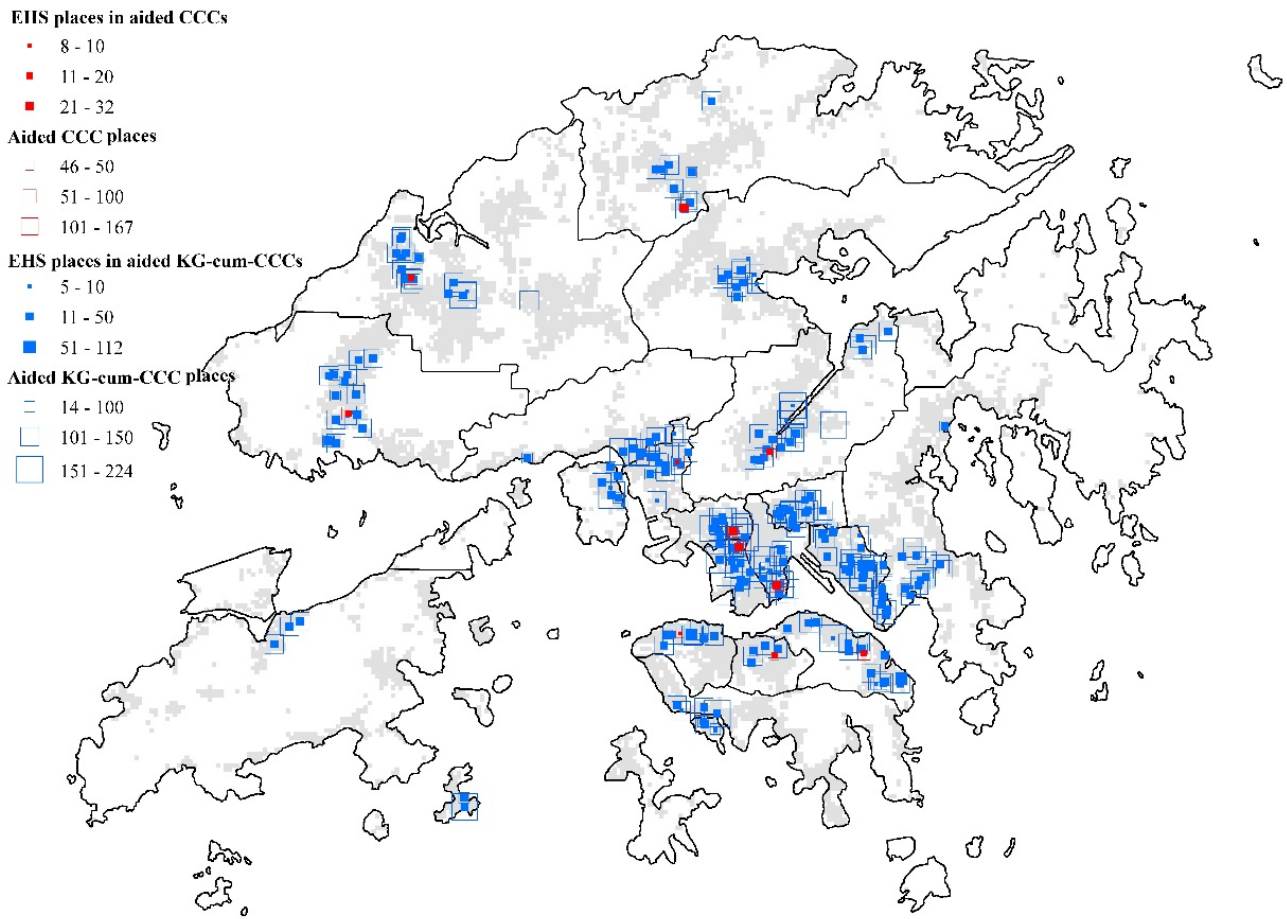 EHS places in aided CCCs
8 - 10
11 - 20
21 - 32
Aided CCC places
46 - 50
51 - 100
101 - 167
EHS places in aided KG-cum-CCCs
5 - 10
11 - 50
51 - 112
Aided KG-cum-CCC places
14 - 100
101 - 150
151 - 224